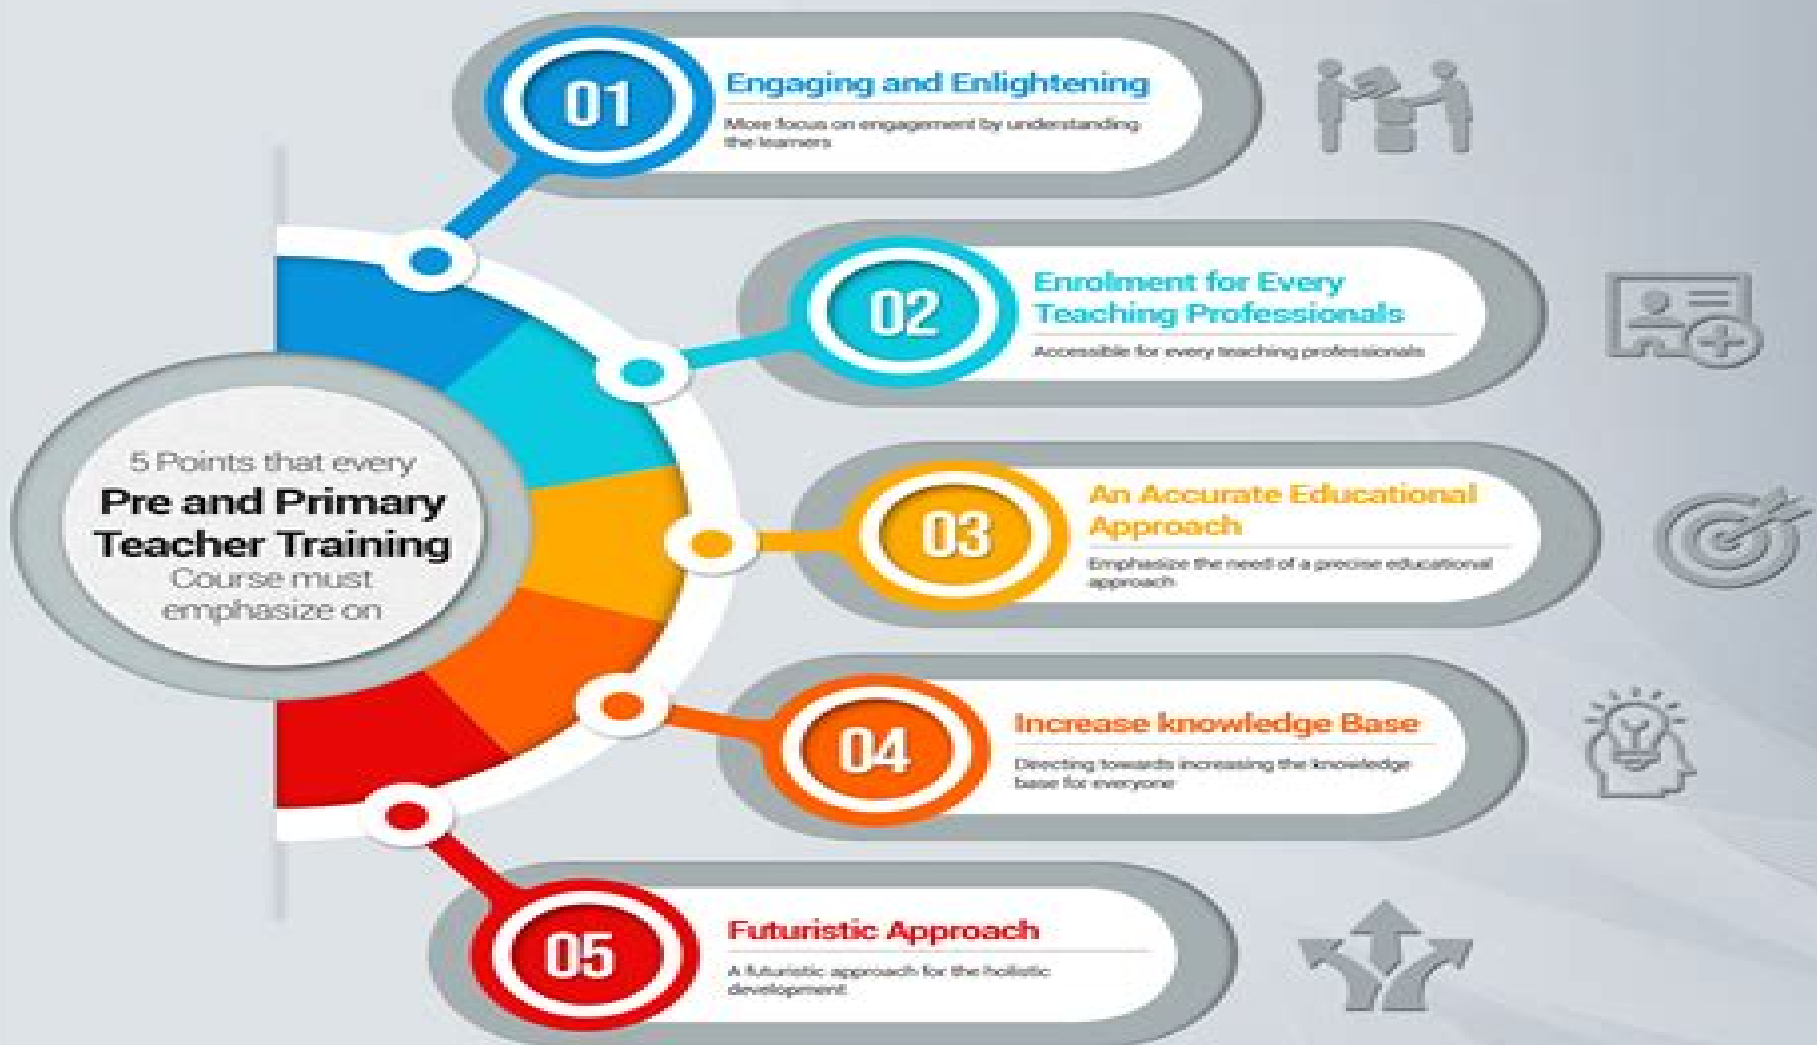 5 Points that every
Pre and Primary
Teacher Training
Course must
emphasize on
01
Engaging and Enlightening
More focus on engagement by understanding
the learners
02
Enrolment for Every
Teaching Professionals
Accessible for every teaching professionals
03
An Accurate Educational
Approach
Emphasize the need of a precise educational
approach
04
Increase knowledge Base
Directing towards increasing the knowledge
base for everyone
05
Futuristic Approach
A futuristic approach for the holistic
development